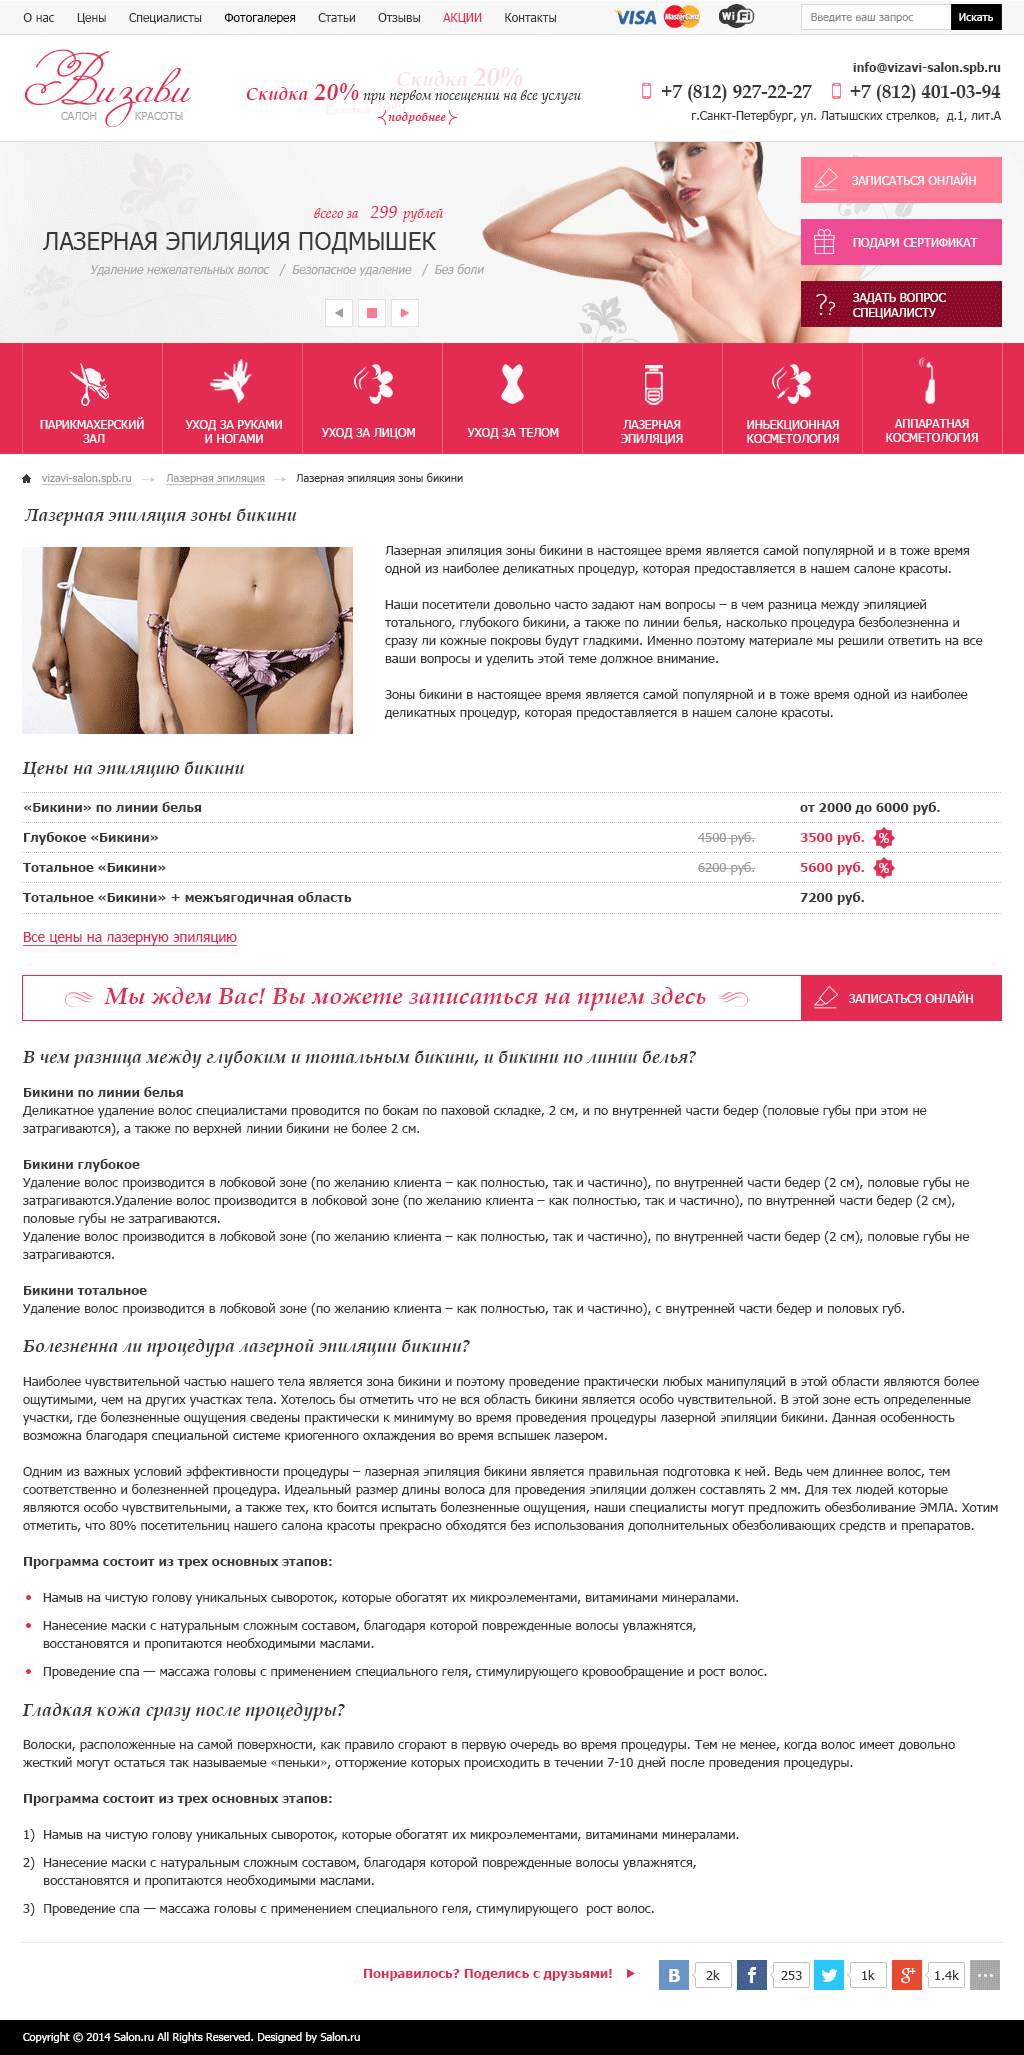 О нас Цены Специалисты Фотогалерея Статьи Отзывы АКЦИИ Контакты VISA MasterCard Wi Fi Введите ваш запрос Искать
Визави
САЛОН КРАСОТЫ
Скидка 20%
Скидка 20% при первом посещении на все услуги
Скидка
подробнее
info@vizavi-salon.spb.ru
+7 (812) 927-22-27 +7 (812) 401-03-94
г.Санкт-Петербург, ул. Латышских стрелков, д.1, лит.А
всего за 299 рублей
ЛАЗЕРНАЯ ЭПИЛЯЦИЯ ПОДМЫШЕК
Удаление нежелательных волос / Безопасное удаление / Без боли
ЗАПИСАТЬСЯ ОНЛАЙН
ПОДАРИ СЕРТИФИКАТ
ЗАДАТЬ ВОПРОС
СПЕЦИАЛИСТУ
ПАРИКМАХЕРСКИЙ
ЗАЛ
УХОД ЗА РУКАМИ
И НОГАМИ
УХОД ЗА ЛИЦОМ
УХОД ЗА ТЕЛОМ
ЛАЗЕРНАЯ
ЭПИЛЯЦИЯ
ИНЬЕКЦИОННАЯ
КОСМЕТОЛОГИЯ
АППАРАТНАЯ
КОСМЕТОЛОГИЯ
vizavi-salon.spb.ru Лазерная эпиляция Лазерная эпиляция зоны бикини
Лазерная эпиляция зоны бикини
Лазерная эпиляция зоны бикини в настоящее время является самой популярной и в тоже время
одной из наиболее деликатных процедур, которая предоставляется в нашем салоне красоты.
Наши посетители довольно часто задают нам вопросы – в чем разница между эпиляцией
тотального, глубокого бикини, а также по линии белья, насколько процедура безболезненна и
сразу ли кожные покровы будут гладкими. Именно поэтому материале мы решили ответить на все
ваши вопросы и уделить этой теме должное внимание.
Зоны бикини в настоящее время является самой популярной и в тоже время одной из наиболее
деликатных процедур, которая предоставляется в нашем салоне красоты.
Цены на эпиляцию бикини
«Бикини» по линии белья от 2000 до 6000 руб.
Глубокое «Бикини» 4500 руб. 3500 руб. %
Тотальное «Бикини» 6200 руб. 5600 руб. %
Тотальное «Бикини» + межъягодичная область 7200 руб.
Все цены на лазерную эпиляцию
Мы ждем Вас! Вы можете записаться на прием здесь ЗАПИСАТЬСЯ ОНЛАЙН
В чем разница между глубоким и тотальным бикини, и бикини по линии белья?
Бикини по линии белья
Деликатное удаление волос специалистами проводится по бокам по паховой складке, 2 см, и по внутренней части бедер (половые губы при этом не
затрагиваются), а также по верхней линии бикини не более 2 см.
Бикини глубокое
Удаление волос производится в лобковой зоне (по желанию клиента – как полностью, так и частично), по внутренней части бедер (2 см), половые губы не
затрагиваются.Удаление волос производится в лобковой зоне (по желанию клиента – как полностью, так и частично), по внутренней части бедер (2 см),
половые губы не затрагиваются.
Удаление волос производится в лобковой зоне (по желанию клиента – как полностью, так и частично), по внутренней части бедер (2 см), половые губы не
затрагиваются.
Бикини тотальное
Удаление волос производится в лобковой зоне (по желанию клиента – как полностью, так и частично), с внутренней части бедер и половых губ.
Болезненна ли процедура лазерной эпиляции бикини?
Наиболее чувствительной частью нашего тела является зона бикини и поэтому проведение практически любых манипуляций в этой области являются более
ощутимыми, чем на других участках тела. Хотелось бы отметить что не вся область бикини является особо чувствительной. В этой зоне есть определенные
участки, где болезненные ощущения сведены практически к минимуму во время проведения процедуры лазерной эпиляции бикини. Данная особенность
возможна благодаря специальной системе криогенного охлаждения во время вспышек лазером.
Одним из важных условий эффективности процедуры – лазерная эпиляция бикини является правильная подготовка к ней. Ведь чем длиннее волос, тем
соответственно и болезненней процедура. Идеальный размер длины волоса для проведения эпиляции должен составлять 2 мм. Для тех людей которые
являются особо чувствительными, а также тех, кто боится испытать болезненные ощущения, наши специалисты могут предложить обезболивание ЭМЛА. Хотим
отметить, что 80% посетительниц нашего салона красоты прекрасно обходятся без использования дополнительных обезболивающих средств и препаратов.
Программа состоит из трех основных этапов:
• Намыв на чистую голову уникальных сывороток, которые обогатят их микроэлементами, витаминами минералами.
• Нанесение маски с натуральным сложным составом, благодаря которой поврежденные волосы увлажнятся,
восстановятся и пропитаются необходимыми маслами.
• Проведение спа — массажа головы с применением специального геля, стимулирующего кровообращение и рост волос.
Гладкая кожа сразу после процедуры?
Волоски, расположенные на самой поверхности, как правило сгорают в первую очередь во время процедуры. Тем не менее, когда волос имеет довольно
жесткий могут остаться так называемые «пеньки», отторжение которых происходит в течении 7-10 дней после проведения процедуры.
Программа состоит из трех основных этапов:
1) Намыв на чистую голову уникальных сывороток, которые обогатят их микроэлементами, витаминами минералами.
2) Нанесение маски с натуральным сложным составом, благодаря которой поврежденные волосы увлажнятся,
восстановятся и пропитаются необходимыми маслами.
3) Проведение спа — массажа головы с применением специального геля, стимулирующего рост волос.
Понравилось? Поделись с друзьями! В 2k f 253 1k g+ 1.4k ...
Copyright © 2014 Salon.ru All Rights Reserved. Designed by Salon.ru